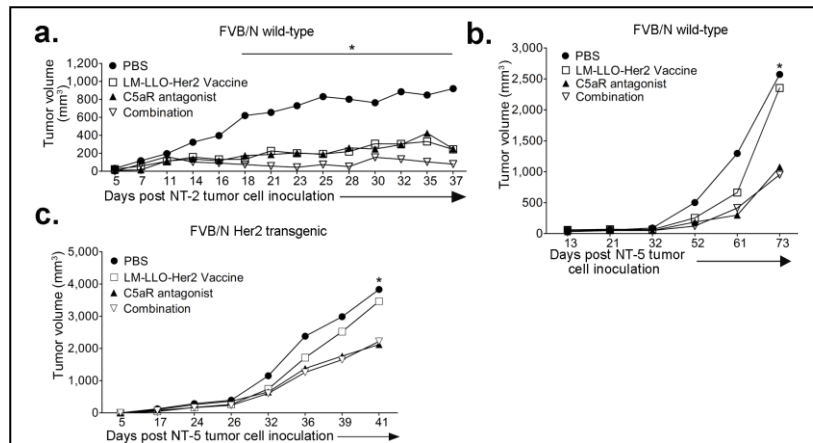 a.
FVB/N wild-type
*
PBS
LM-LLO-Her2 Vaccine
C5aR antagonist
Combination
Tumor volume
(mm³)
1,200
1,000
800
600
400
200
0
5 7 11 14 16 18 21 23 25 28 30 32 35 37
Days post NT-2 tumor cell inoculation
b.
FVB/N wild-type
PBS
LM-LLO-Her2 Vaccine
C5aR antagonist
Combination
*
Tumor volume (mm³)
3,000
2,500
2,000
1,500
1,000
500
0
13 21 32 52 61 73
Days post NT-5 tumor
cell inoculation
c.
FVB/N Her2 transgenic
PBS
LM-LLO-Her2 Vaccine
C5aR antagonist
Combination
*
Tumor volume (mm³)
6,000
4,000
3,000
2,000
1,000
0
5 17 24 26 32 36 39 41
Days post NT-5 tumor cell inoculation